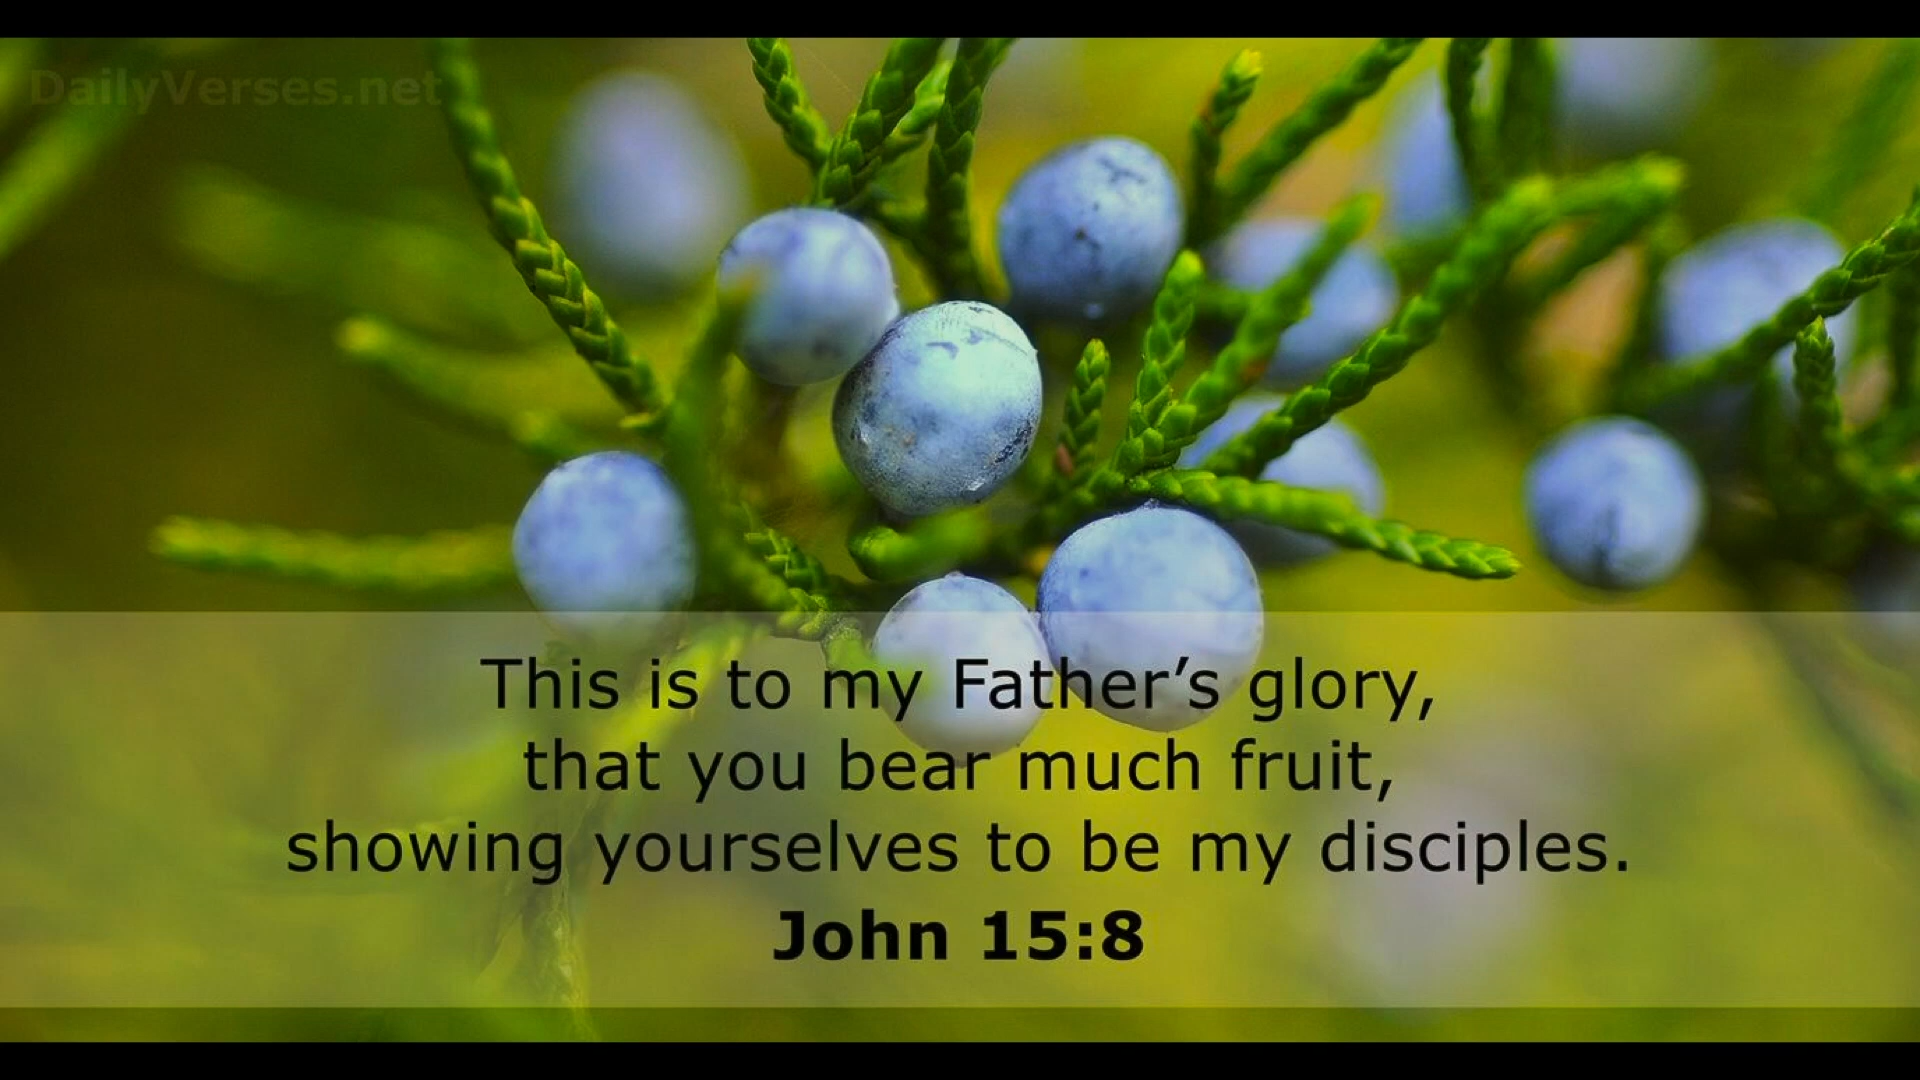 DailyVerses.net
This is to my Father’s glory,
that you bear much fruit,
showing yourselves to be my disciples.
John 15:8